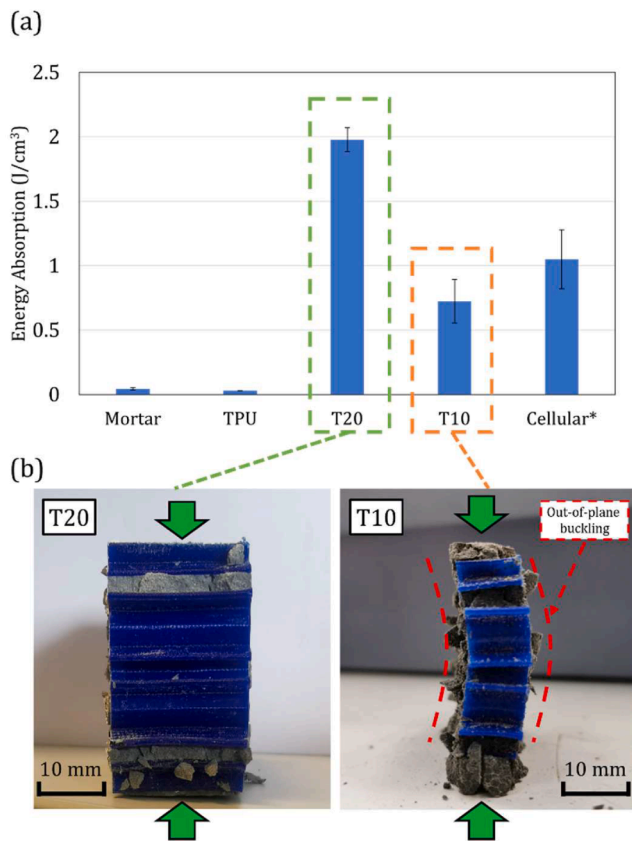 (a)
2.5
2
1.5
1
0.5
0
Energy Absorption (J/cm³)
Mortar TPU T20 T10 Cellular*
(b)
T20
T10
Out-of-plane
buckling
10 mm
10 mm